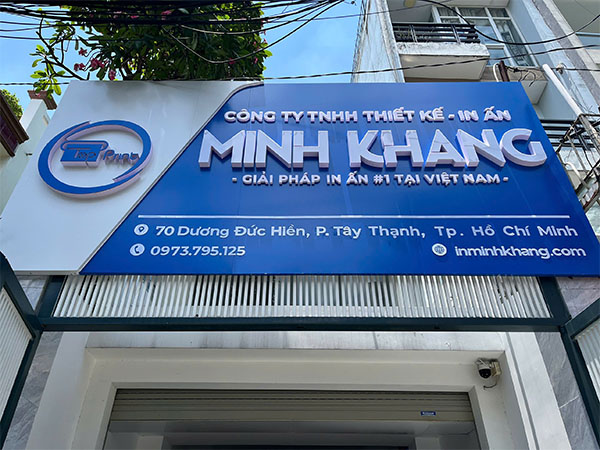 CÔNG TY TNHH THIẾT KẾ - IN ẤN
MINH KHANG
- GIẢI PHÁP IN ẤN #1 TẠI VIỆT NAM -
70 Dương Đức Hiền, P. Tây Thạnh, Tp. Hồ Chí Minh
0973.795.125
inminhkhang.com